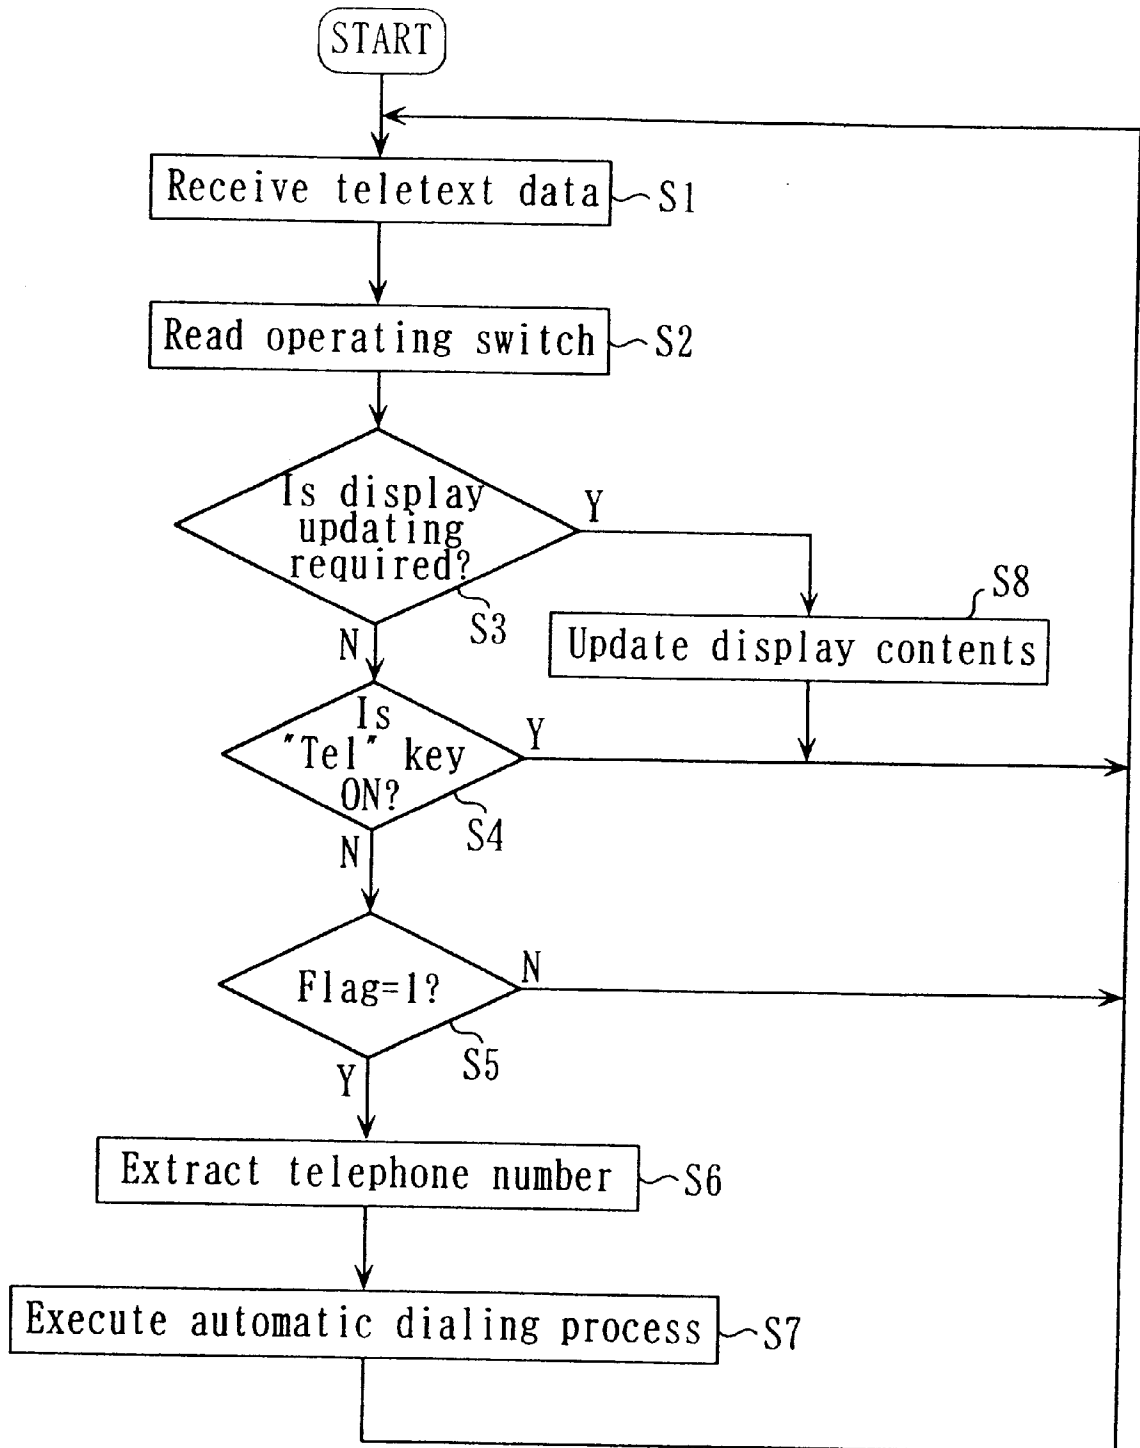 START
Receive teletext data
S1
Read operating switch
S2
Is display
updating
required?
Y
S3
N
S8
Update display contents
Is
"Tel" key
ON?
Y
S4
N
Flag=1?
N
S5
Y
Extract telephone number
S6
Execute automatic dialing process
S7